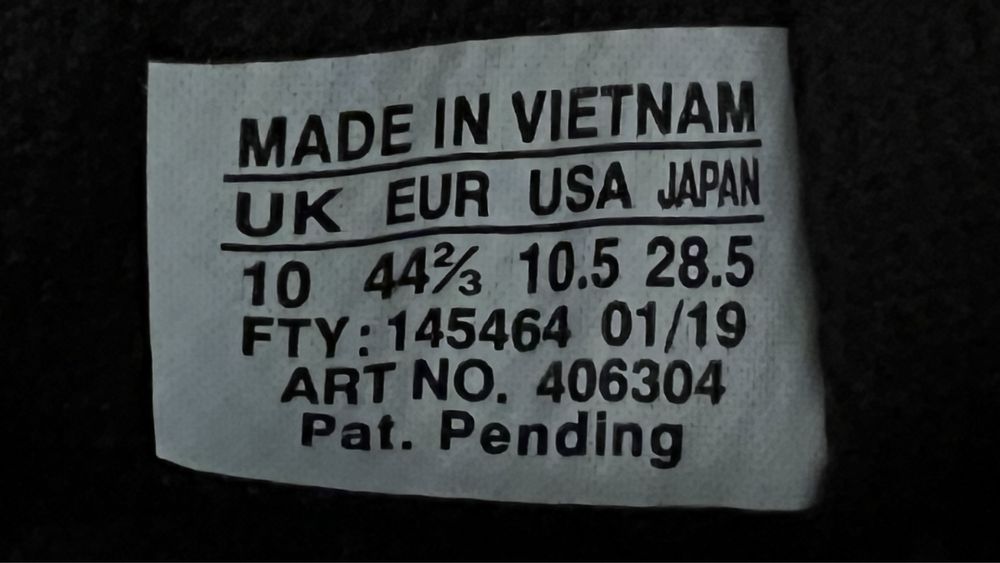 MADE IN VIETNAM
UK EUR USA JAPAN
10 44⅔ 10.5 28.5
FTY: 145464 01/19
ART NO. 406304
Pat. Pending